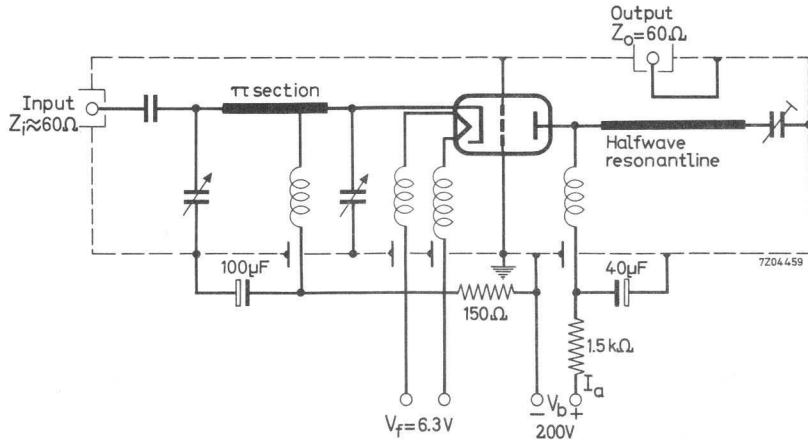 Output
Z₀=60Ω
Input
Zᵢ≈60Ω
π section
Halfwave
resonantline
7Z04459
100μF
40μF
150Ω
1.5kΩ
Iₐ
V_f=6.3V
− V_b +
200V